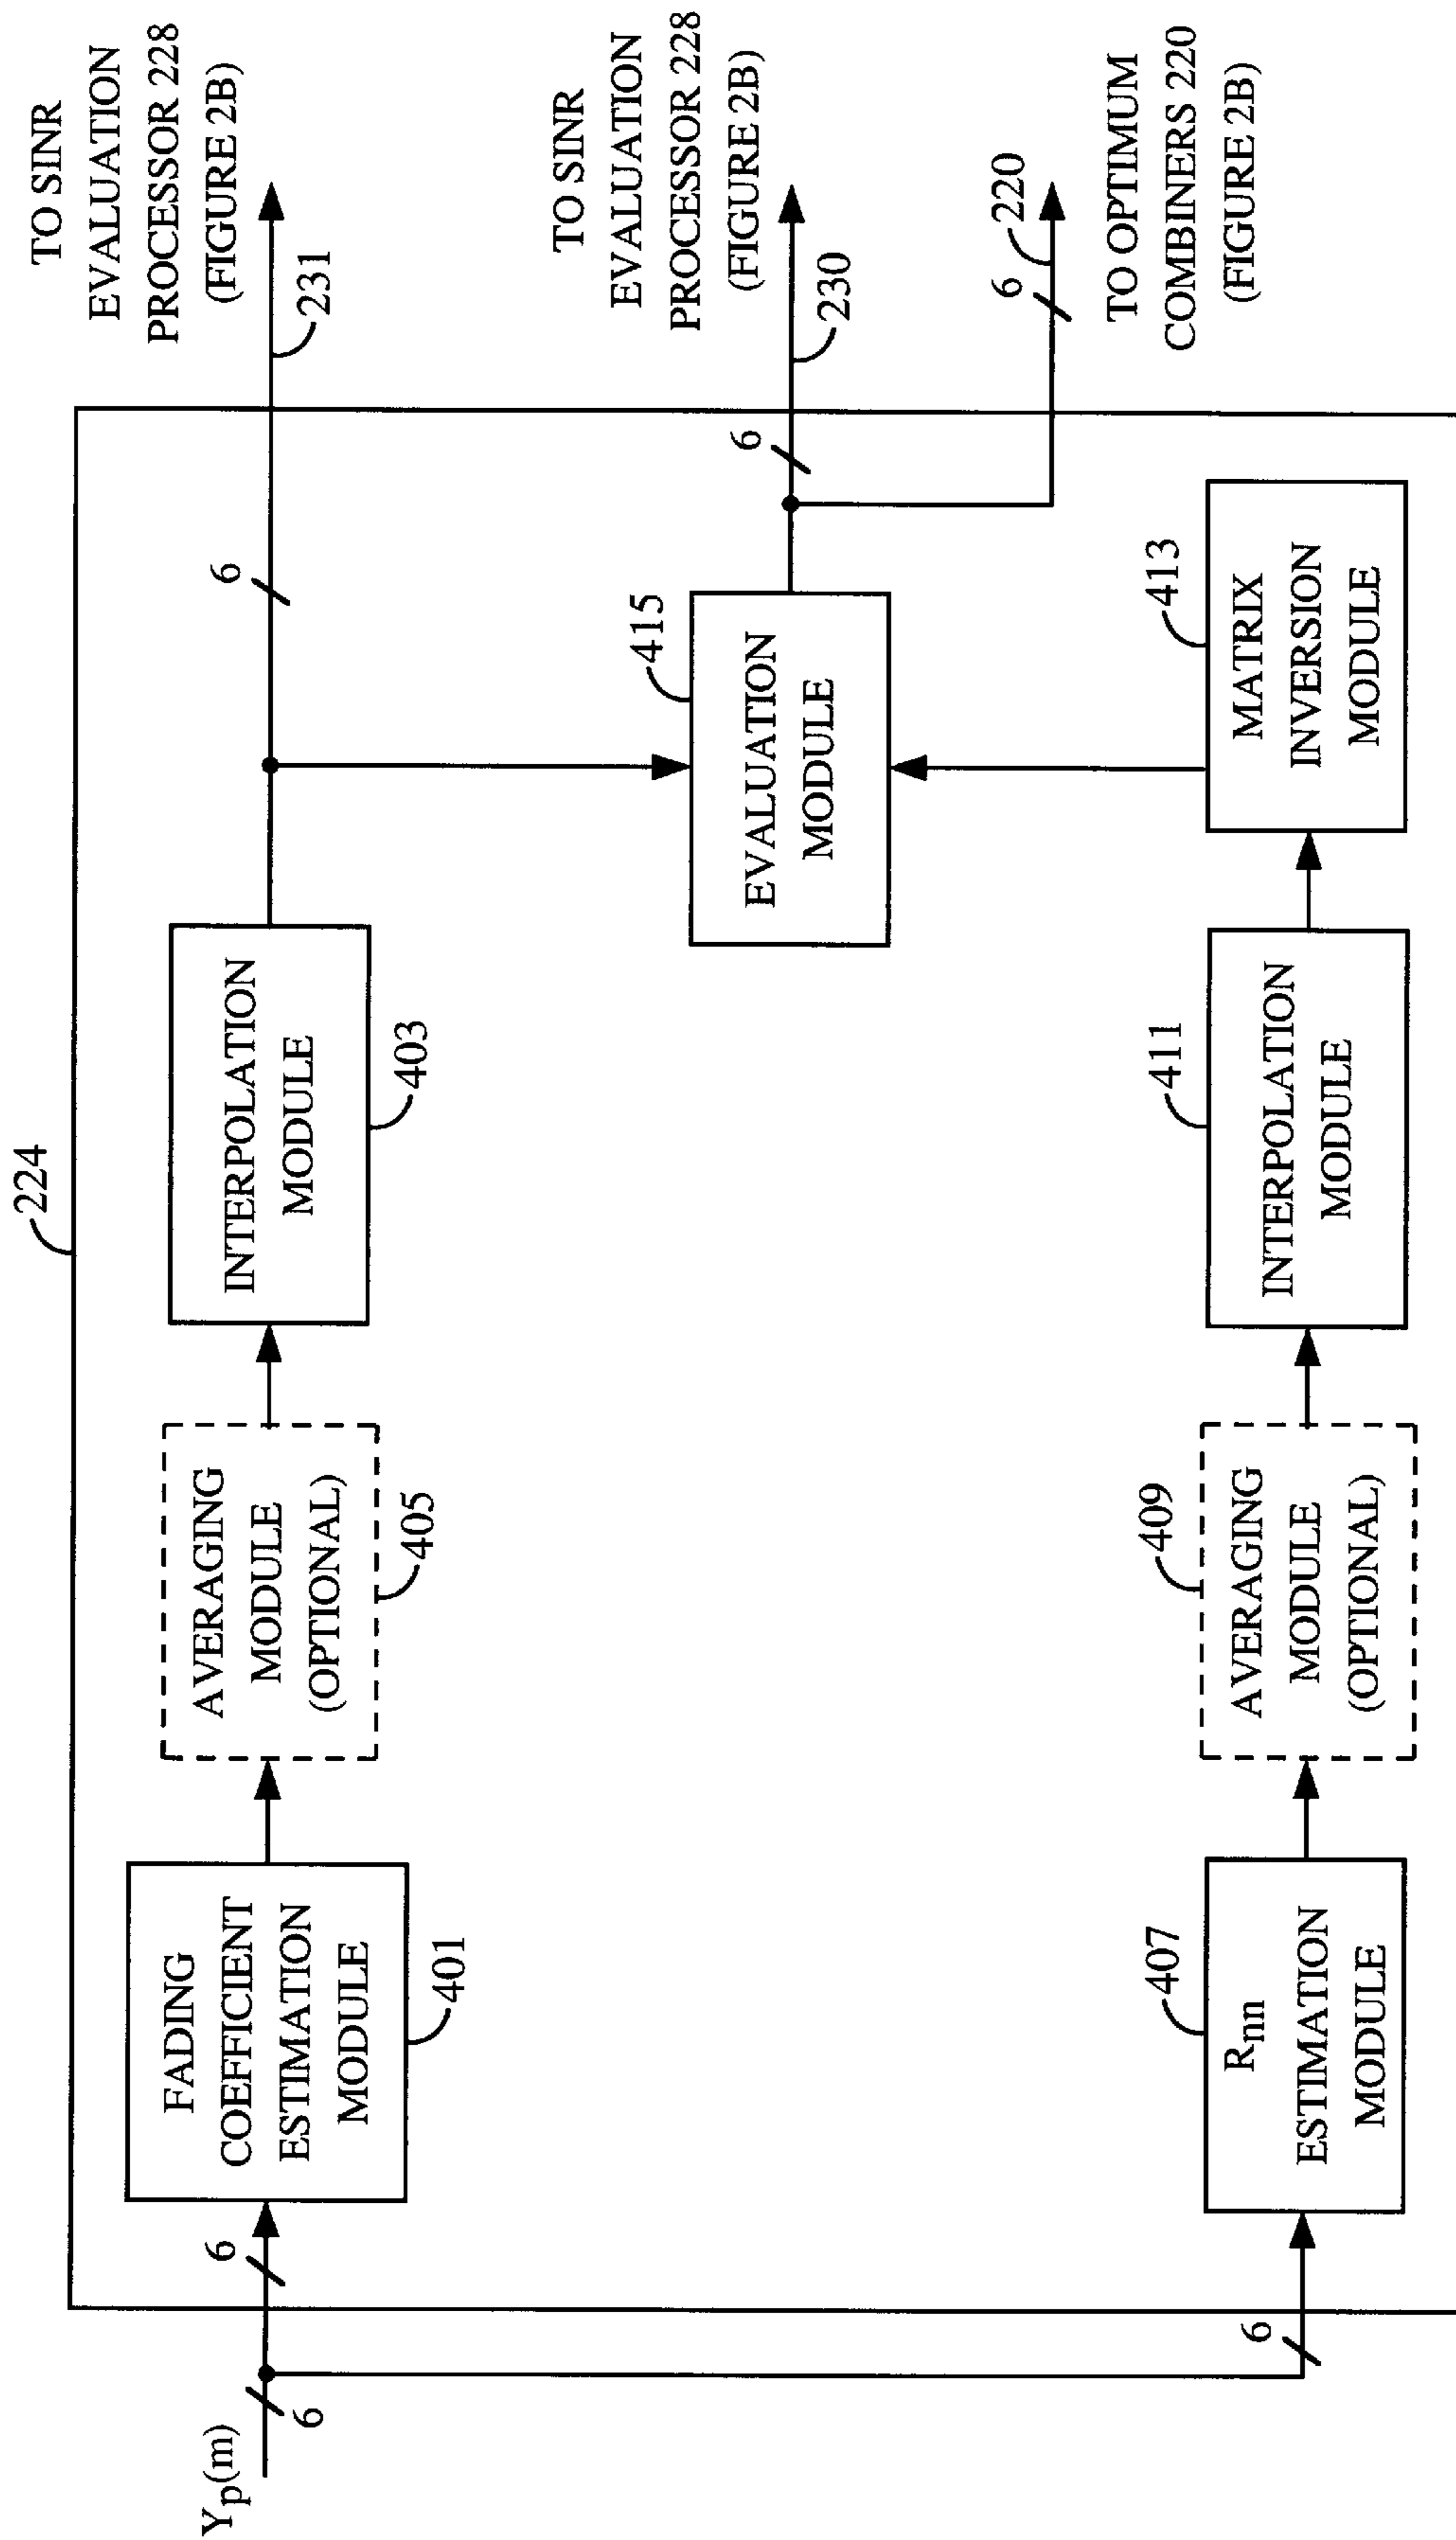 224
Yp(m)
6
6
6
FADING
COEFFICIENT
ESTIMATION
MODULE
401
AVERAGING
MODULE
(OPTIONAL)
405
INTERPOLATION
MODULE
403
6
231
TO SINR
EVALUATION
PROCESSOR 228
(FIGURE 2B)
EVALUATION
MODULE
415
6
230
TO SINR
EVALUATION
PROCESSOR 228
(FIGURE 2B)
6
220
TO OPTIMUM
COMBINERS 220
(FIGURE 2B)
Rnn
ESTIMATION
MODULE
407
AVERAGING
MODULE
(OPTIONAL)
409
INTERPOLATION
MODULE
411
MATRIX
INVERSION
MODULE
413